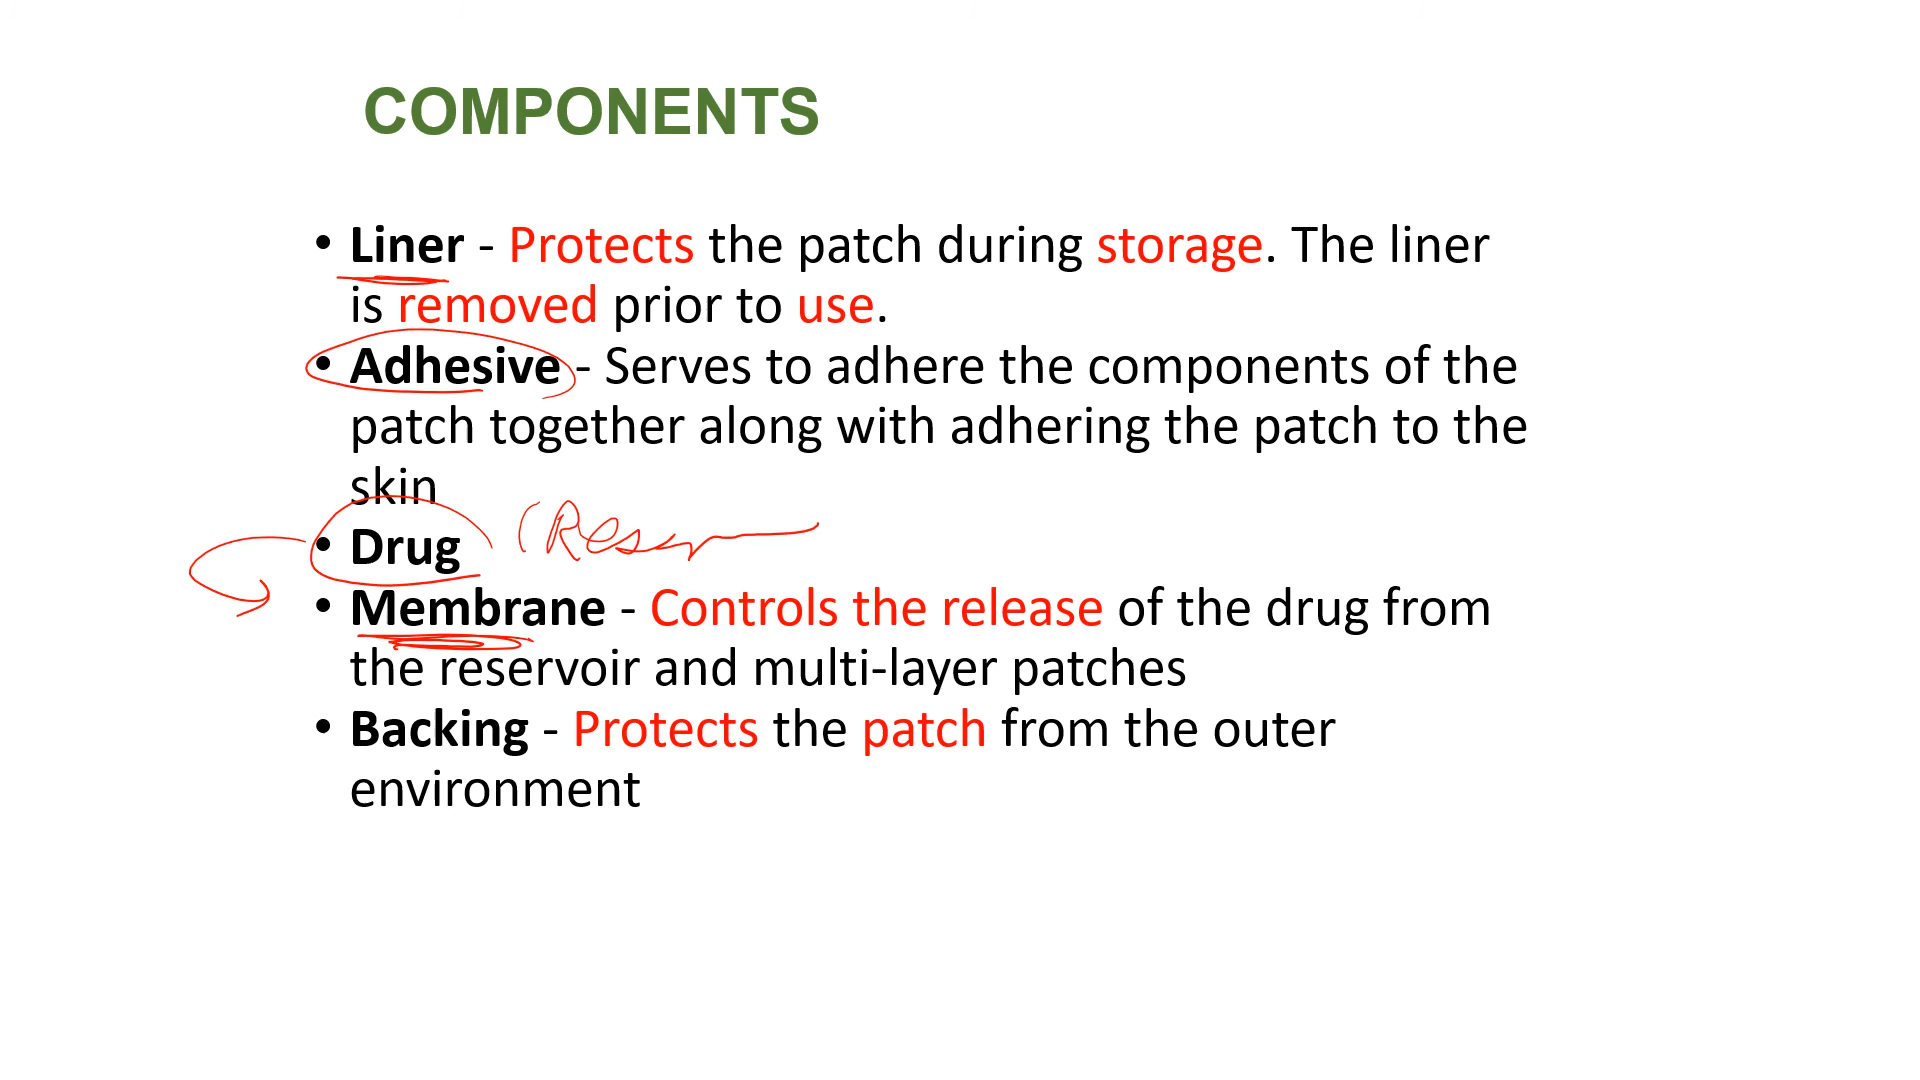 COMPONENTS
• Liner - Protects the patch during storage. The liner
is removed prior to use.
• Adhesive - Serves to adhere the components of the
patch together along with adhering the patch to the
skin
• Drug
• Membrane - Controls the release of the drug from
the reservoir and multi-layer patches
• Backing - Protects the patch from the outer
environment